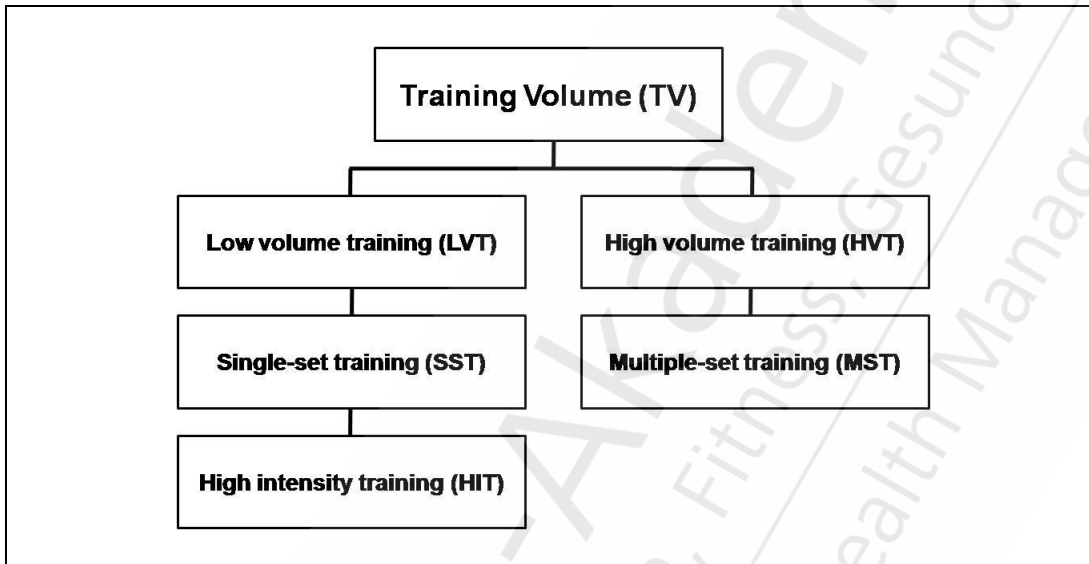 Training Volume (TV)
Low volume training (LVT)
High volume training (HVT)
Single-set training (SST)
Multiple-set training (MST)
High intensity training (HIT)
Fitness,